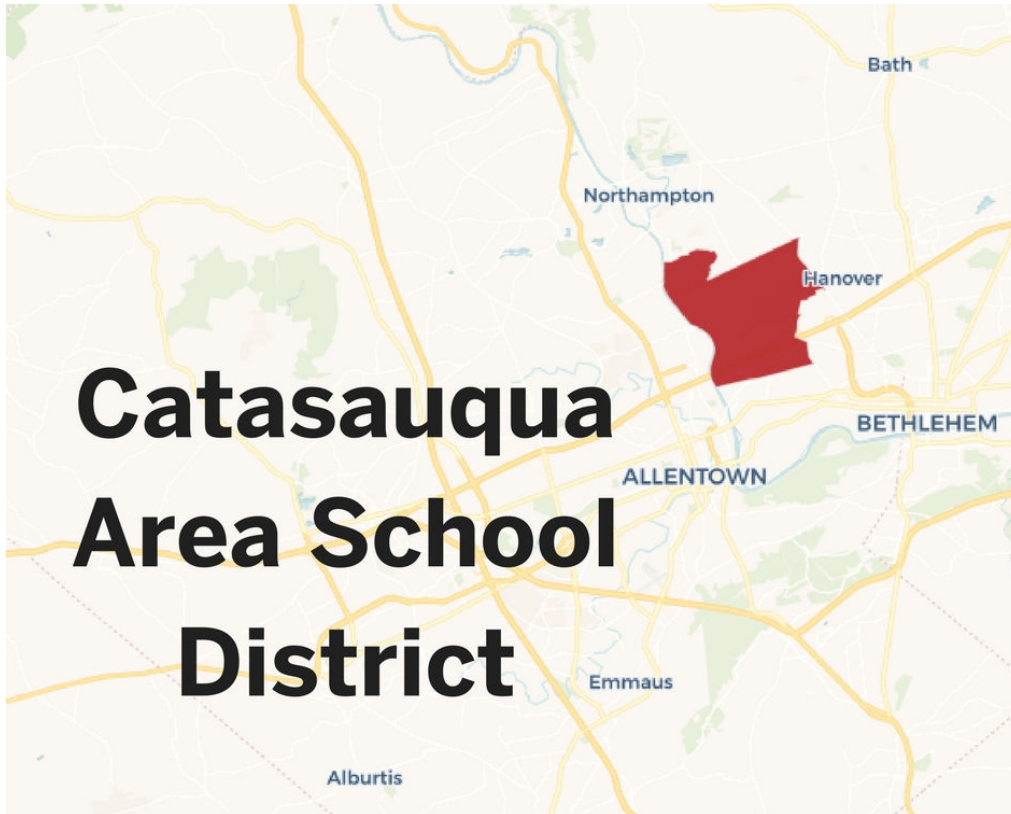 Bath
Northampton
Hanover
Catasauqua
BETHLEHEM
ALLENTOWN
Area School
District
Emmaus
Alburtis